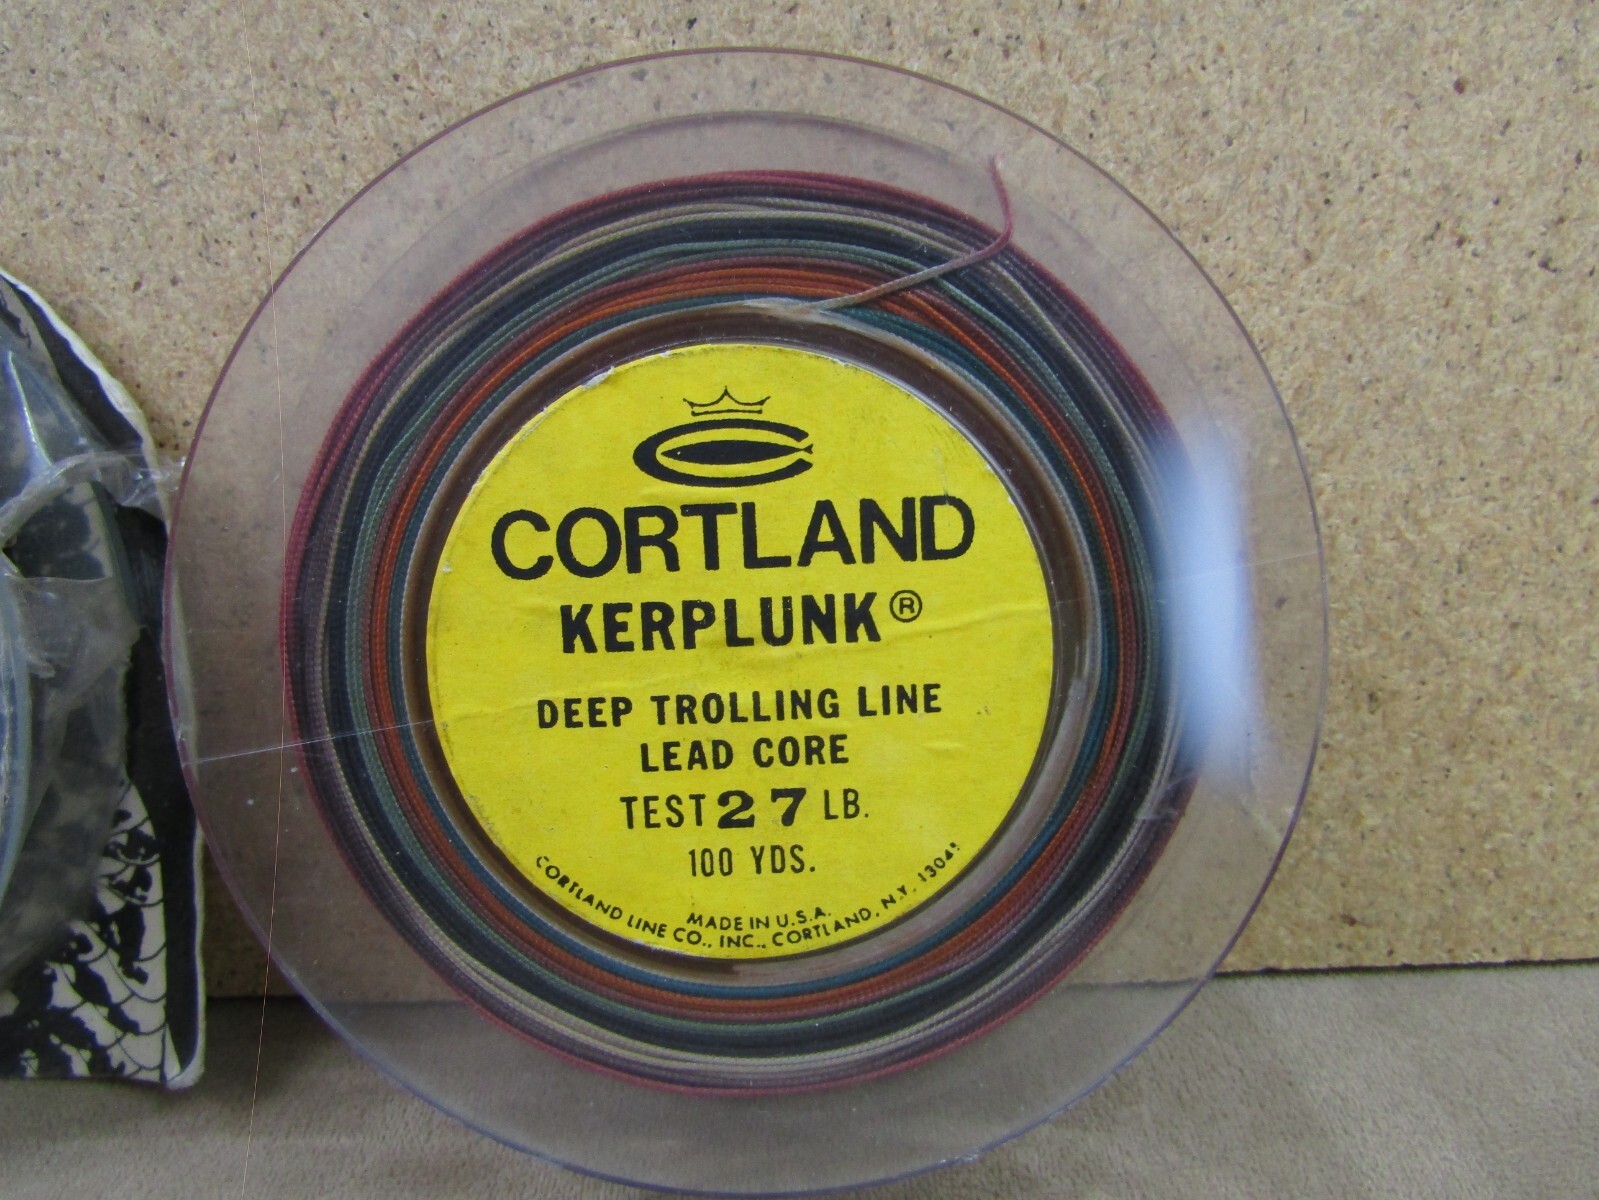 CORTLAND
KERPLUNK®
DEEP TROLLING LINE
LEAD CORE
TEST 27 LB.
100 YDS.
MADE IN U.S.A.
CORTLAND LINE CO., INC., CORTLAND, N.Y.